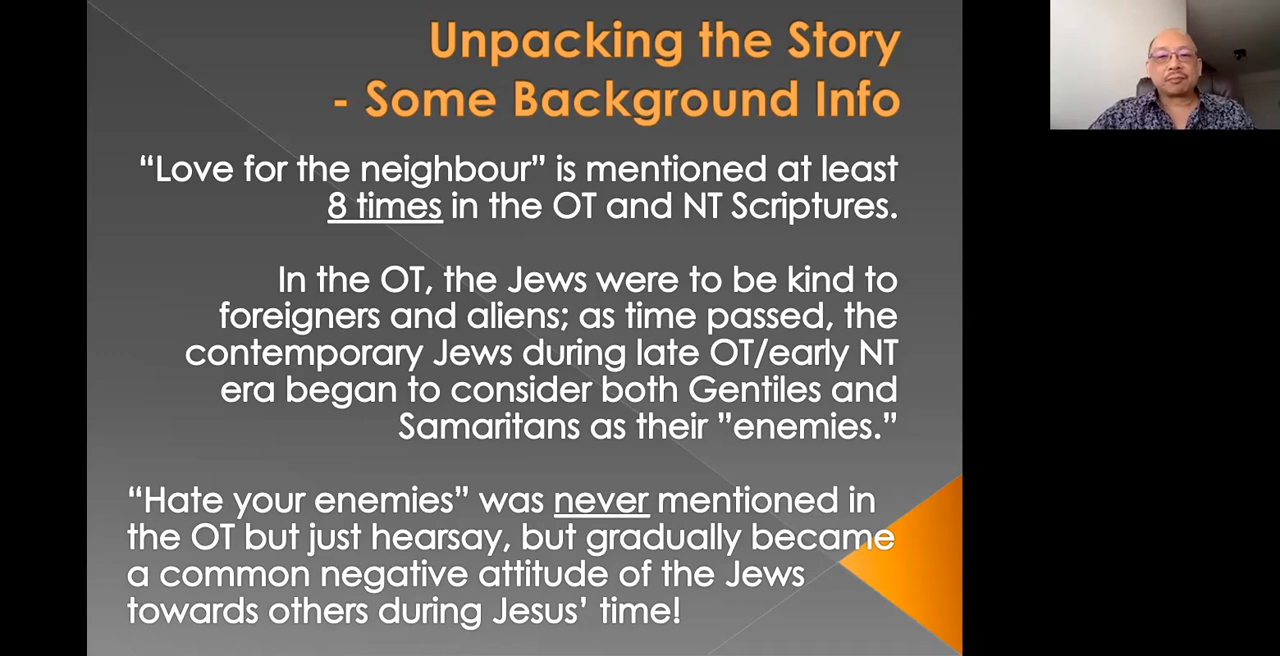 Unpacking the Story
- Some Background Info
“Love for the neighbour” is mentioned at least
8 times in the OT and NT Scriptures.
In the OT, the Jews were to be kind to
foreigners and aliens; as time passed, the
contemporary Jews during late OT/early NT
era began to consider both Gentiles and
Samaritans as their ”enemies.”
“Hate your enemies” was never mentioned in
the OT but just hearsay, but gradually became
a common negative attitude of the Jews
towards others during Jesus’ time!